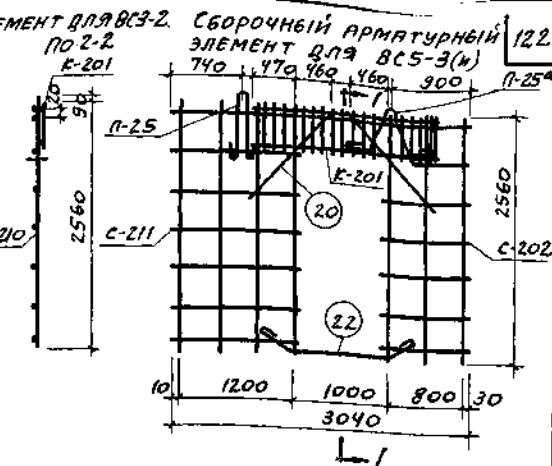 ЕМЕНТ ДЛЯ ВС3-2. СБОРОЧНЫЙ АРМАТУРНЫЙ
ПО 2-2 ЭЛЕМЕНТ ДЛЯ ВС5-3(и)
122
К-201 740 470 460 460 900
20 90 1 П-25а
П-25
К-201
20
2560 2560
210 С-211 С-202
22
10 1200 1000 800 30
3040
1